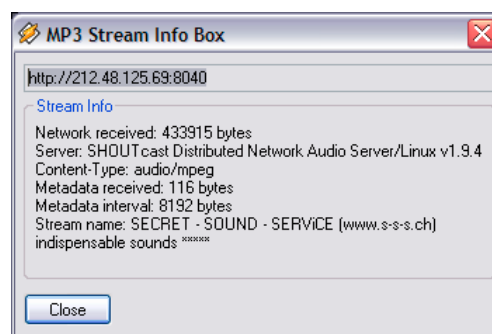 MP3 Stream Info Box
http://212.48.125.69:8040
Stream Info
Network received: 433915 bytes
Server: SHOUTcast Distributed Network Audio Server/Linux v1.9.4
Content-Type: audio/mpeg
Metadata received: 116 bytes
Metadata interval: 8192 bytes
Stream name: SECRET - SOUND - SERViCE (www.s-s-s.ch)
indispensable sounds *****
Close